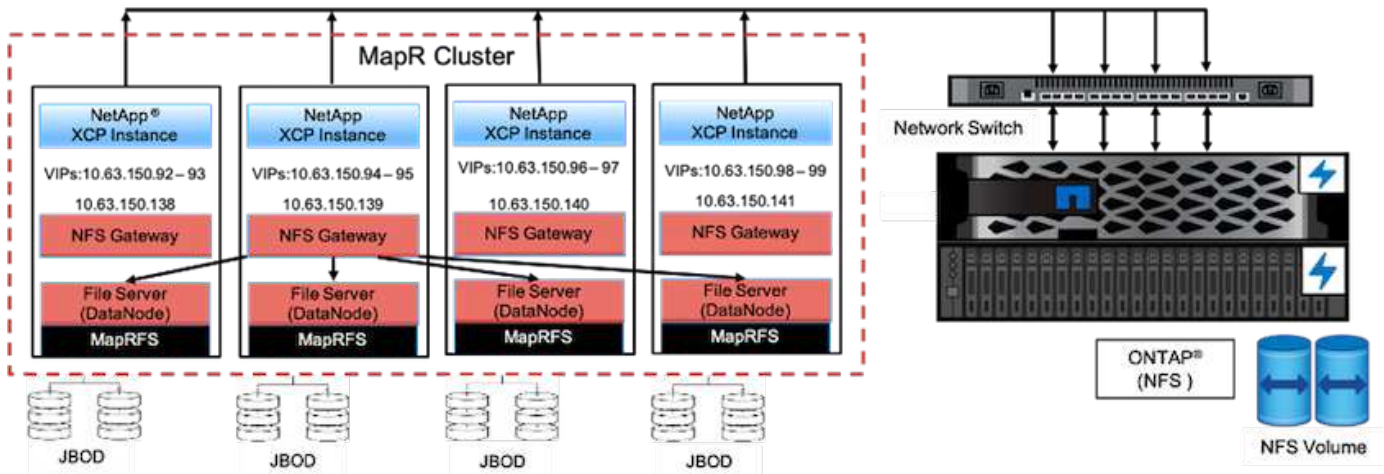 MapR Cluster
NetApp®
XCP Instance
VIPs:10.63.150.92–93
10.63.150.138
NFS Gateway
File Server
(DataNode)
MapRFS
JBOD
NetApp
XCP Instance
VIPs:10.63.150.94–95
10.63.150.139
NFS Gateway
File Server
(DataNode)
MapRFS
JBOD
NetApp
XCP Instance
VIPs:10.63.150.96–97
10.63.150.140
NFS Gateway
File Server
(DataNode)
MapRFS
JBOD
NetApp
XCP Instance
VIPs:10.63.150.98–99
10.63.150.141
NFS Gateway
File Server
(DataNode)
MapRFS
JBOD
Network Switch
ONTAP®
(NFS )
NFS Volume